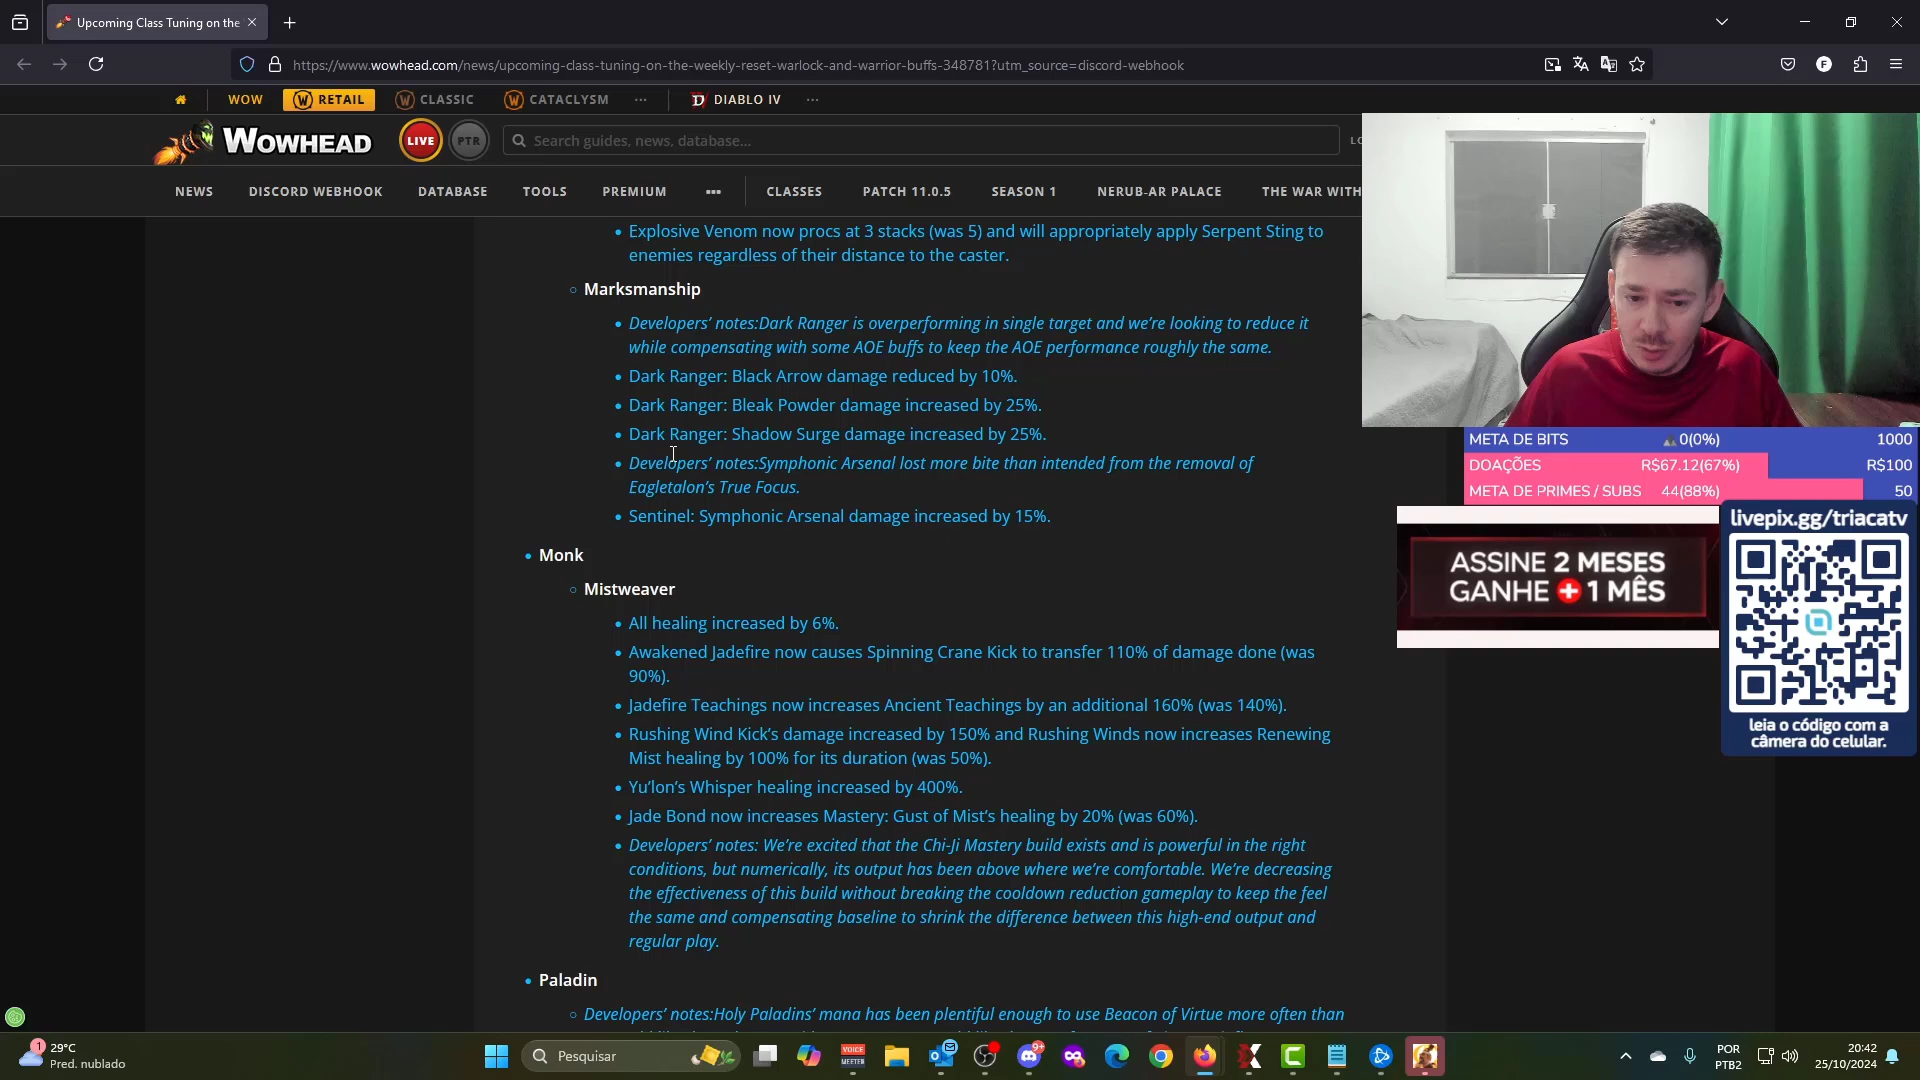 Upcoming Class Tuning on the
https://www.wowhead.com/news/upcoming-class-tuning-on-the-weekly-reset-warlock-and-warrior-buffs-348781?utm_source=discord-webhook
WOW RETAIL CLASSIC CATACLYSM ... DIABLO IV ...
WOWHEAD LIVE PTR Search guides, news, database...
NEWS DISCORD WEBHOOK DATABASE TOOLS PREMIUM ... CLASSES PATCH 11.0.5 SEASON 1 NERUB-AR PALACE THE WAR WITH
Explosive Venom now procs at 3 stacks (was 5) and will appropriately apply Serpent Sting to
enemies regardless of their distance to the caster.
Marksmanship
Developers’ notes:Dark Ranger is overperforming in single target and we’re looking to reduce it
while compensating with some AOE buffs to keep the AOE performance roughly the same.
Dark Ranger: Black Arrow damage reduced by 10%.
Dark Ranger: Bleak Powder damage increased by 25%.
Dark Ranger: Shadow Surge damage increased by 25%.
Developers’ notes:Symphonic Arsenal lost more bite than intended from the removal of
Eagletalon’s True Focus.
Sentinel: Symphonic Arsenal damage increased by 15%.
Monk
Mistweaver
All healing increased by 6%.
Awakened Jadefire now causes Spinning Crane Kick to transfer 110% of damage done (was
90%).
Jadefire Teachings now increases Ancient Teachings by an additional 160% (was 140%).
Rushing Wind Kick’s damage increased by 150% and Rushing Winds now increases Renewing
Mist healing by 100% for its duration (was 50%).
Yu’lon’s Whisper healing increased by 400%.
Jade Bond now increases Mastery: Gust of Mist’s healing by 20% (was 60%).
Developers’ notes: We’re excited that the Chi-Ji Mastery build exists and is powerful in the right
conditions, but numerically, its output has been above where we’re comfortable. We’re decreasing
the effectiveness of this build without breaking the cooldown reduction gameplay to keep the feel
the same and compensating baseline to shrink the difference between this high-end output and
regular play.
Paladin
Developers’ notes:Holy Paladins’ mana has been plentiful enough to use Beacon of Virtue more often than
META DE BITS 0(0%) 1000
DOAÇÕES R$67.12(67%) R$100
META DE PRIMES / SUBS 44(88%) 50
ASSINE 2 MESES
GANHE + 1 MÊS
livepix.gg/triacatv
leia o código com a
câmera do celular.
1
29°C
Pred. nublado
Pesquisar
VOICE
MEETER
9+
POR
PTB2
20:42
25/10/2024